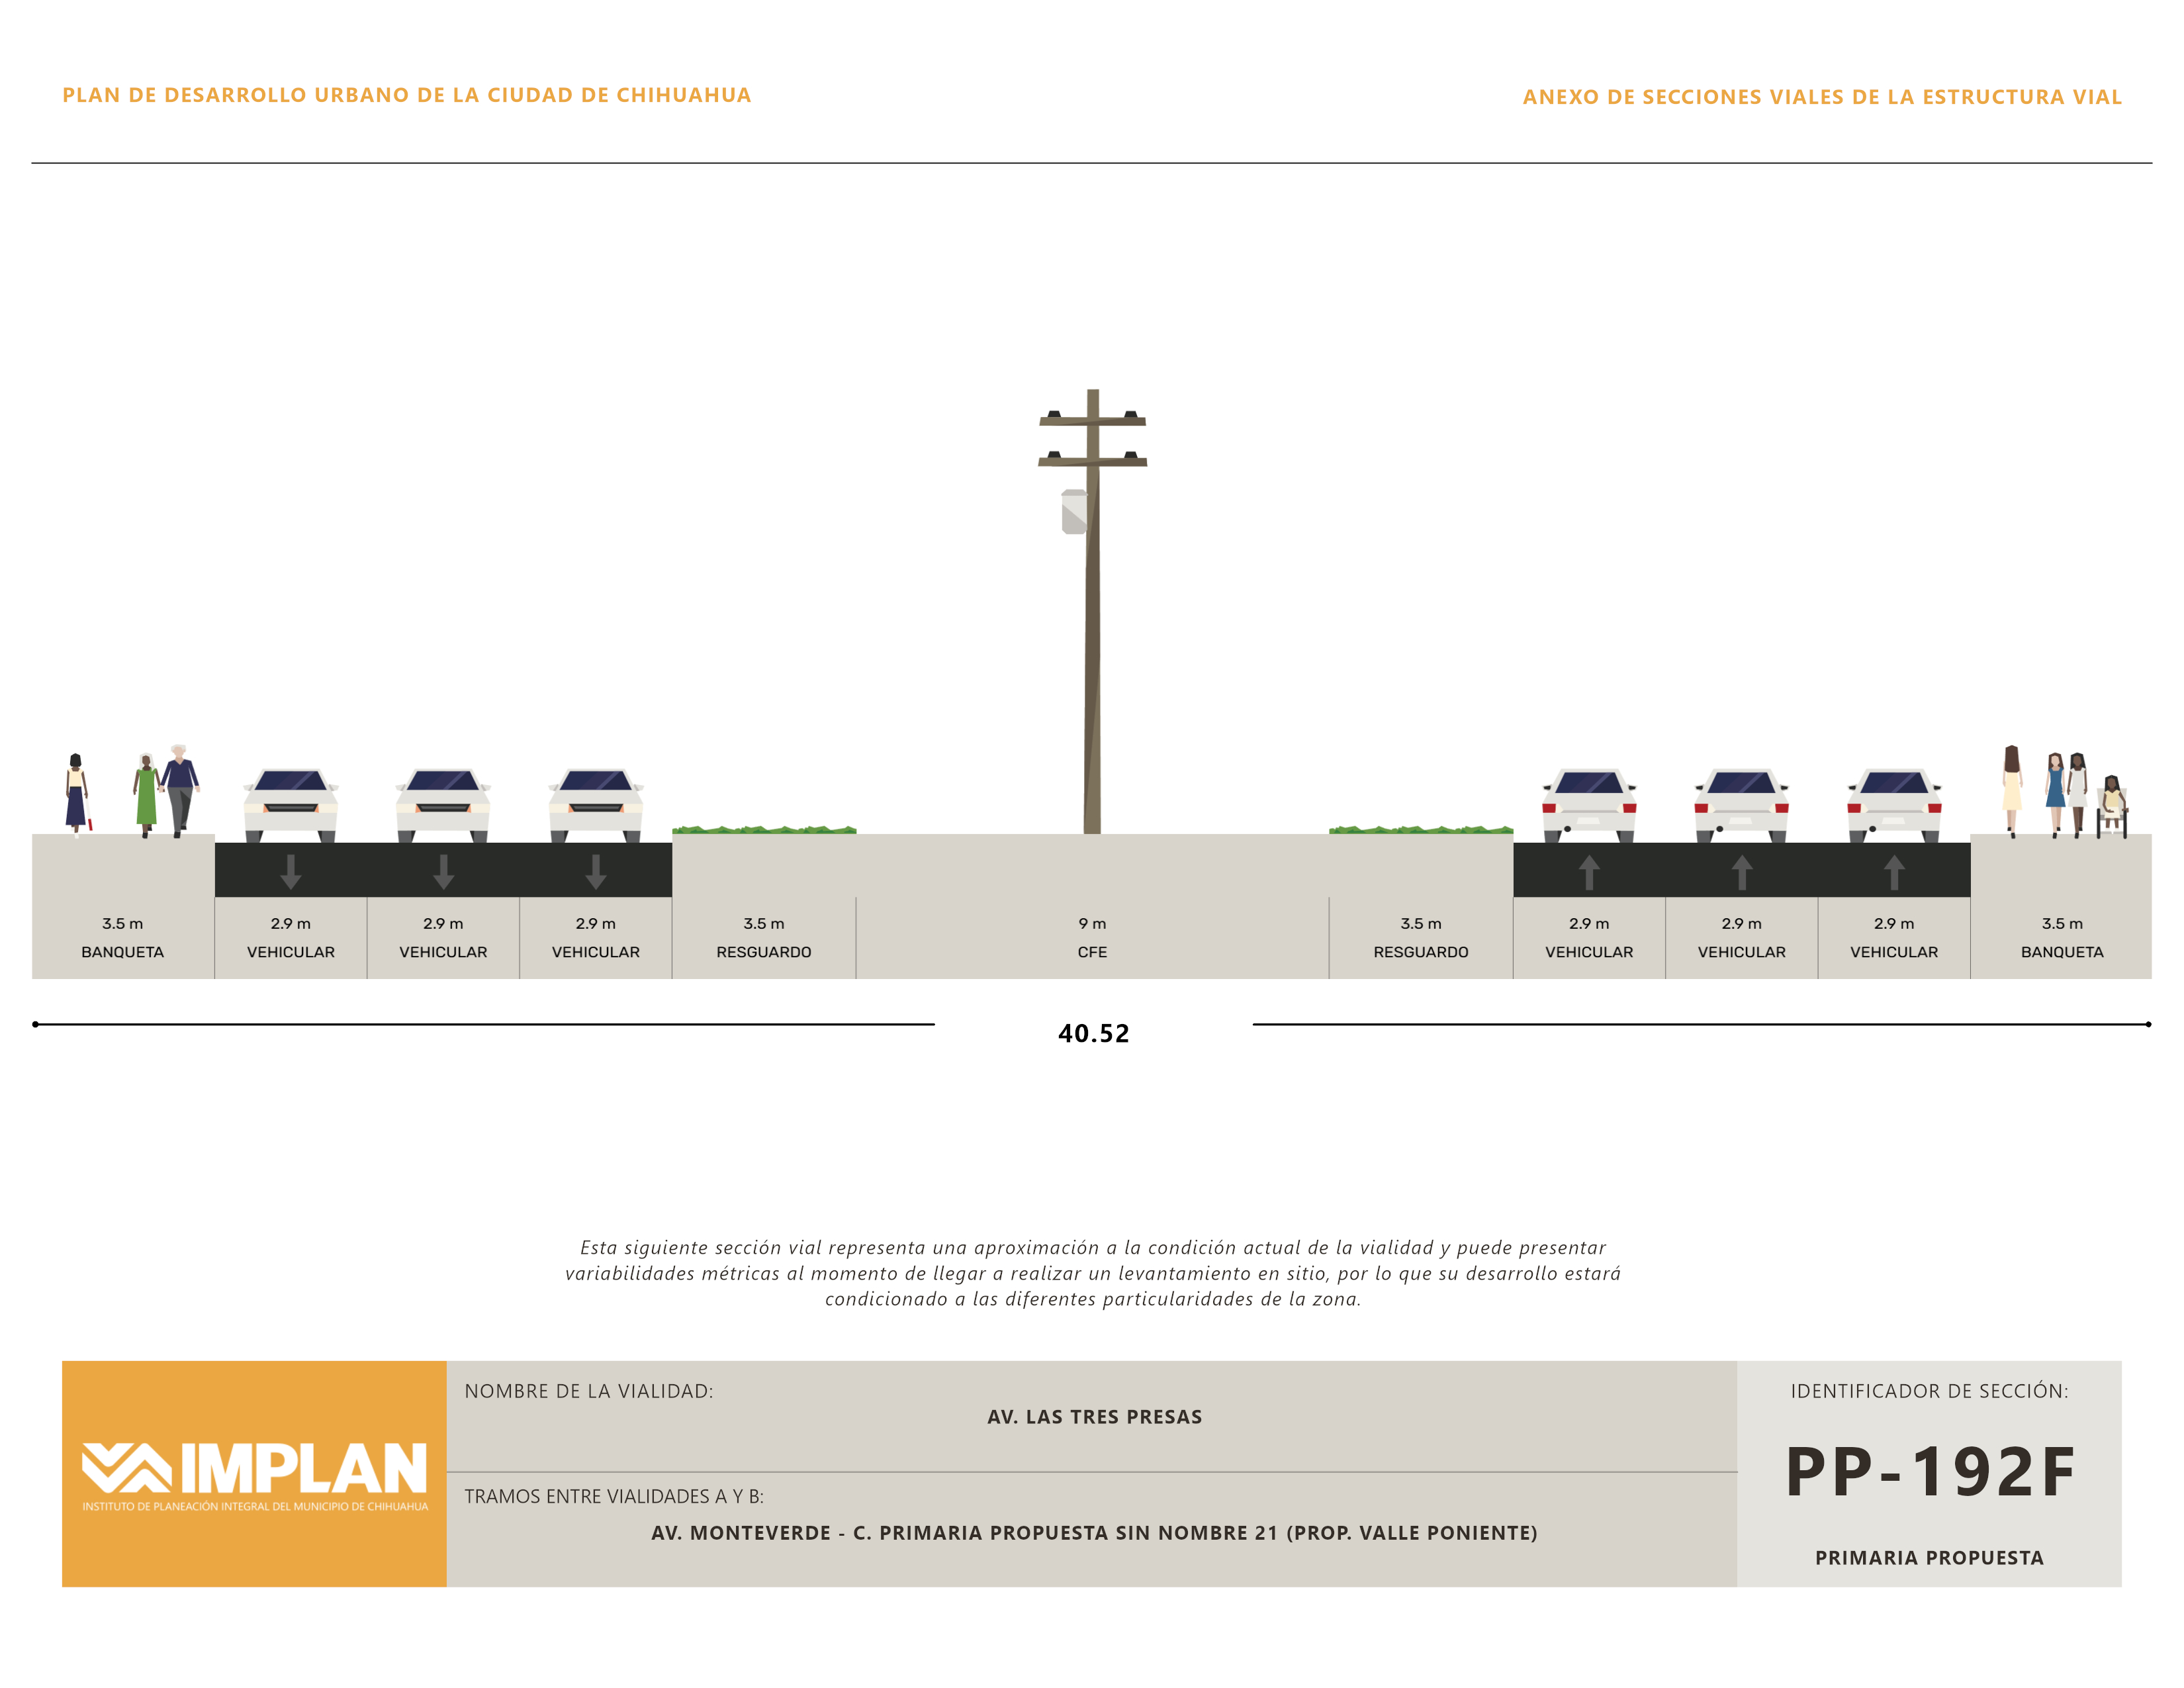 PLAN DE DESARROLLO URBANO DE LA CIUDAD DE CHIHUAHUA
ANEXO DE SECCIONES VIALES DE LA ESTRUCTURA VIAL
3.5 m 2.9 m 2.9 m 2.9 m 3.5 m 9 m 3.5 m 2.9 m 2.9 m 2.9 m 3.5 m
BANQUETA VEHICULAR VEHICULAR VEHICULAR RESGUARDO CFE RESGUARDO VEHICULAR VEHICULAR VEHICULAR BANQUETA
40.52
Esta siguiente sección vial representa una aproximación a la condición actual de la vialidad y puede presentar
variabilidades métricas al momento de llegar a realizar un levantamiento en sitio, por lo que su desarrollo estará
condicionado a las diferentes particularidades de la zona.
IMPLAN
INSTITUTO DE PLANEACIÓN INTEGRAL DEL MUNICIPIO DE CHIHUAHUA
NOMBRE DE LA VIALIDAD:
AV. LAS TRES PRESAS
TRAMOS ENTRE VIALIDADES A Y B:
AV. MONTEVERDE - C. PRIMARIA PROPUESTA SIN NOMBRE 21 (PROP. VALLE PONIENTE)
IDENTIFICADOR DE SECCIÓN:
PP-192F
PRIMARIA PROPUESTA